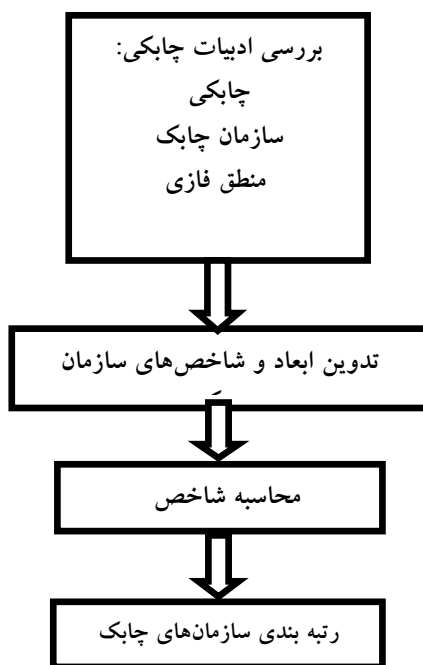 بررسی ادبیات چابکی:
چابکی
سازمان چابک
منطق فازی
تدوین ابعاد و شاخص‌های سازمان
محاسبه شاخص
رتبه بندی سازمان‌های چابک